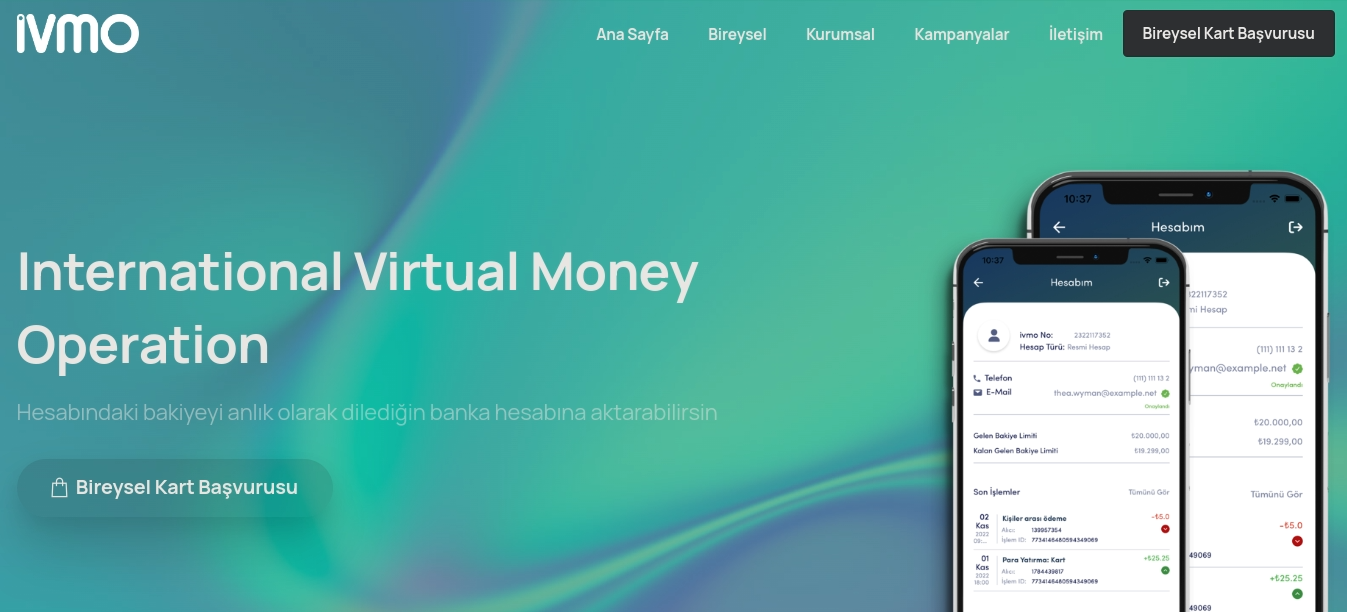 ivmo
Ana Sayfa
Bireysel
Kurumsal
Kampanyalar
İletişim
Bireysel Kart Başvurusu
International Virtual Money
Operation
Hesabındaki bakiyeyi anlık olarak dilediğin banka hesabına aktarabilirsin
Bireysel Kart Başvurusu
10:37
Hesabım
ivmo No: 2322117352
Hesap Türü: Resmi Hesap
Telefon (111) 111 13 2
E-Mail thea.wyman@example.net
Onaylandı
Gelen Bakiye Limiti ₺20.000,00
Kalan Gelen Bakiye Limiti ₺19.299,00
Son İşlemler Tümünü Gör
02 Kişiler arası ödeme -₺5.0
Kas Alıcı: 139957354
2022 İşlem ID: 7734146480594349069
01 Para Yatırma: Kart +₺25.25
Kas Alıcı: 1784439617
2022 İşlem ID: 7734146480594349069
18:00
10:37
Hesabım
322117352
mi Hesap
(111) 111 13 2
yman@example.net
Onaylandı
₺20.000,00
₺19.299,00
Tümünü Gör
-₺5.0
49069
+₺25.25
49069